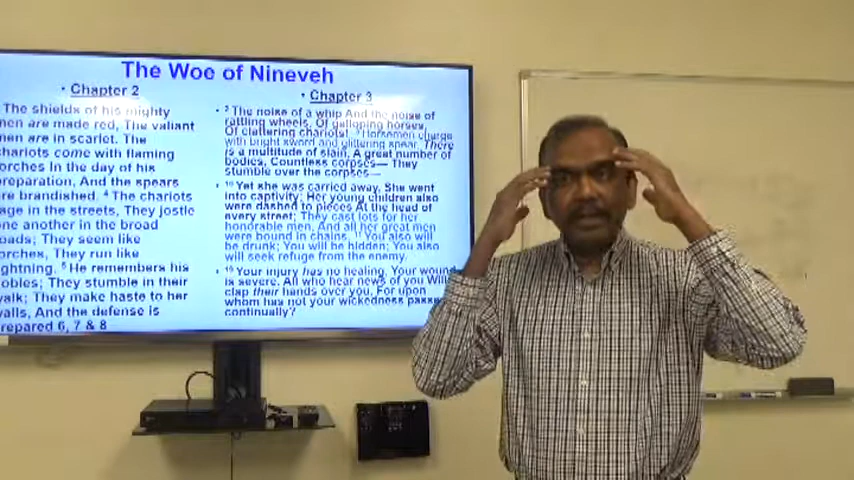 The Woe of Nineveh
• Chapter 2
The shields of his mighty
men are made red, The valiant
men are in scarlet. The
chariots come with flaming
torches In the day of his
preparation, And the spears
are brandished. 4 The chariots
rage in the streets, They jostle
one another in the broad
roads; They seem like
torches, They run like
lightning. 5 He remembers his
nobles; They stumble in their
walk; They make haste to her
walls, And the defense is
prepared 6, 7 & 8
• Chapter 3
• 2 The noise of a whip And the noise of
rattling wheels, Of galloping horses,
Of clattering chariots! 3 Horsemen charge
with bright sword and glittering spear. There
is a multitude of slain, A great number of
bodies, Countless corpses— They
stumble over the corpses—
• 10 Yet she was carried away, She went
into captivity; Her young children also
were dashed to pieces At the head of
every street; They cast lots for her
honorable men, And all her great men
were bound in chains. 11 You also will
be drunk; You will be hidden; You also
will seek refuge from the enemy.
• 19 Your injury has no healing, Your wound
is severe. All who hear news of you Will
clap their hands over you, For upon
whom has not your wickedness passed
continually?